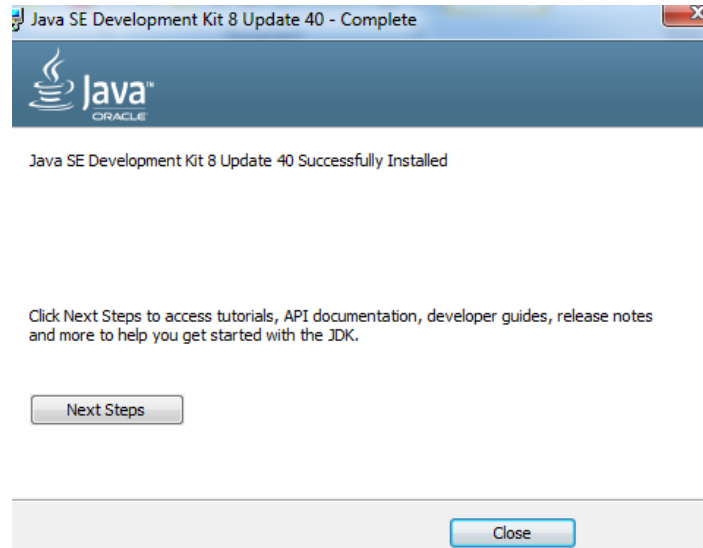 Java SE Development Kit 8 Update 40 - Complete
Java™
ORACLE
Java SE Development Kit 8 Update 40 Successfully Installed
Click Next Steps to access tutorials, API documentation, developer guides, release notes
and more to help you get started with the JDK.
Next Steps
Close